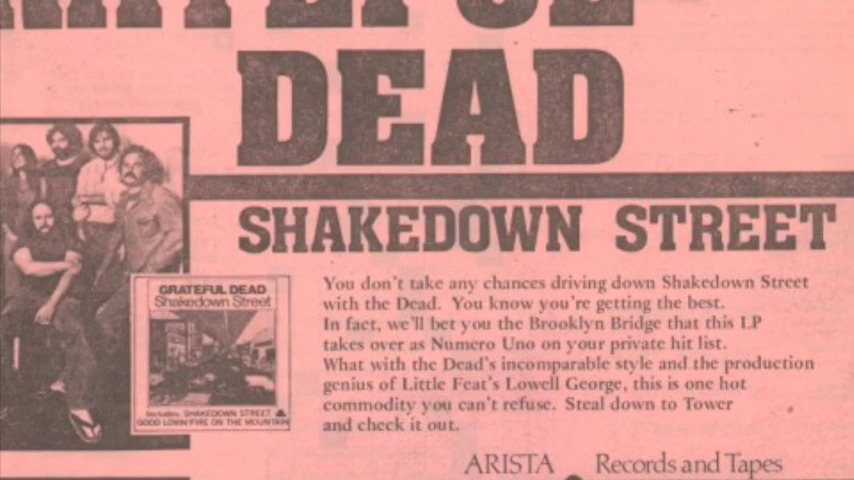 GRATEFUL
DEAD
SHAKEDOWN STREET
GRATEFUL DEAD
Shakedown Street
Includes: SHAKEDOWN STREET
GOOD LOVIN'/FIRE ON THE MOUNTAIN
You don't take any chances driving down Shakedown Street
with the Dead. You know you're getting the best.
In fact, we'll bet you the Brooklyn Bridge that this LP
takes over as Numero Uno on your private hit list.
What with the Dead's incomparable style and the production
genius of Little Feat's Lowell George, this is one hot
commodity you can't refuse. Steal down to Tower
and check it out.
ARISTA Records and Tapes